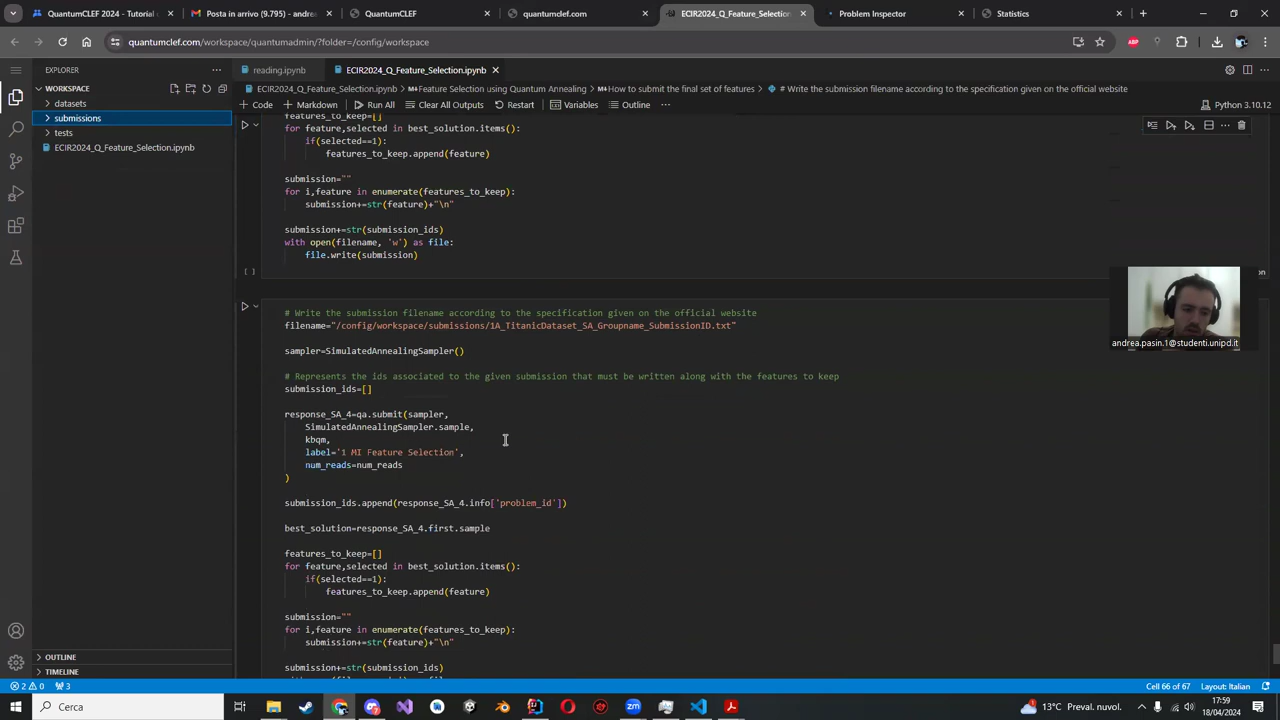 QuantumCLEF 2024 - Tutorial
Posta in arrivo (9.795) - andrea
QuantumCLEF
quantumclef.com
ECIR2024_Q_Feature_Selection
Problem Inspector
Statistics
quantumclef.com/workspace/quantumadmin/?folder=/config/workspace
EXPLORER
reading.ipynb
ECIR2024_Q_Feature_Selection.ipynb
WORKSPACE
ECIR2024_Q_Feature_Selection.ipynb > Feature Selection using Quantum Annealing > How to submit the final set of features > # Write the submission filename according to the specification given on the official website
datasets
+ Code + Markdown Run All Clear All Outputs Restart Variables Outline ...
Python 3.10.12
submissions
tests
ECIR2024_Q_Feature_Selection.ipynb
features_to_keep=[]
for feature,selected in best_solution.items():
if(selected==1):
features_to_keep.append(feature)
submission=""
for i,feature in enumerate(features_to_keep):
submission+=str(feature)+"\n"
submission+=str(submission_ids)
with open(filename, 'w') as file:
file.write(submission)
[ ]
# Write the submission filename according to the specification given on the official website
filename="/config/workspace/submissions/1A_TitanicDataset_SA_Groupname_SubmissionID.txt"
sampler=SimulatedAnnealingSampler()
# Represents the ids associated to the given submission that must be written along with the features to keep
submission_ids=[]
response_SA_4=qa.submit(sampler,
SimulatedAnnealingSampler.sample,
kbqm,
label='1 MI Feature Selection',
num_reads=num_reads
)
submission_ids.append(response_SA_4.info['problem_id'])
best_solution=response_SA_4.first.sample
features_to_keep=[]
for feature,selected in best_solution.items():
if(selected==1):
features_to_keep.append(feature)
submission=""
for i,feature in enumerate(features_to_keep):
submission+=str(feature)+"\n"
submission+=str(submission_ids)
andrea.pasin.1@studenti.unipd.it
OUTLINE
TIMELINE
2 0 3
Cell 66 of 67
Layout: Italian
Cerca
13°C Preval. nuvol.
17:59
18/04/2024